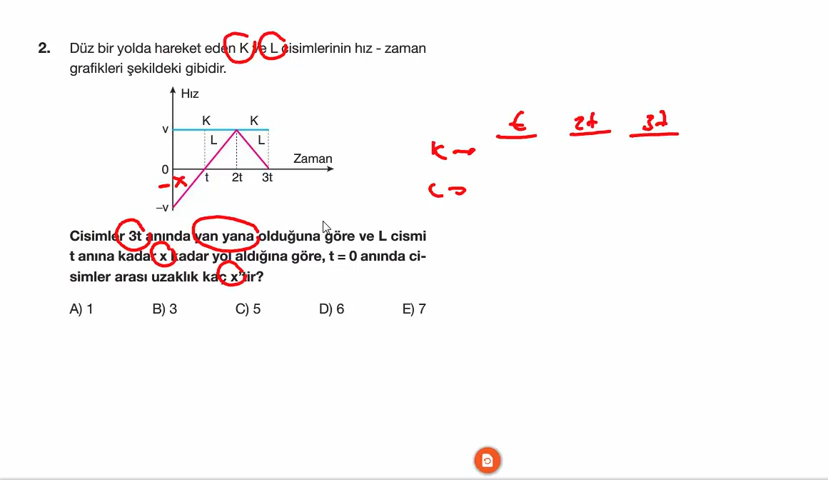 2. Düz bir yolda hareket eden K ve L cisimlerinin hız - zaman
grafikleri şekildeki gibidir.
Hız
K K
v
L L
Zaman
0
t 2t 3t
-x
–v
t 2t 3t
K →
L →
Cisimler 3t anında yan yana olduğuna göre ve L cismi
t anına kadar x kadar yol aldığına göre, t = 0 anında ci-
simler arası uzaklık kaç x'tir?
A) 1 B) 3 C) 5 D) 6 E) 7